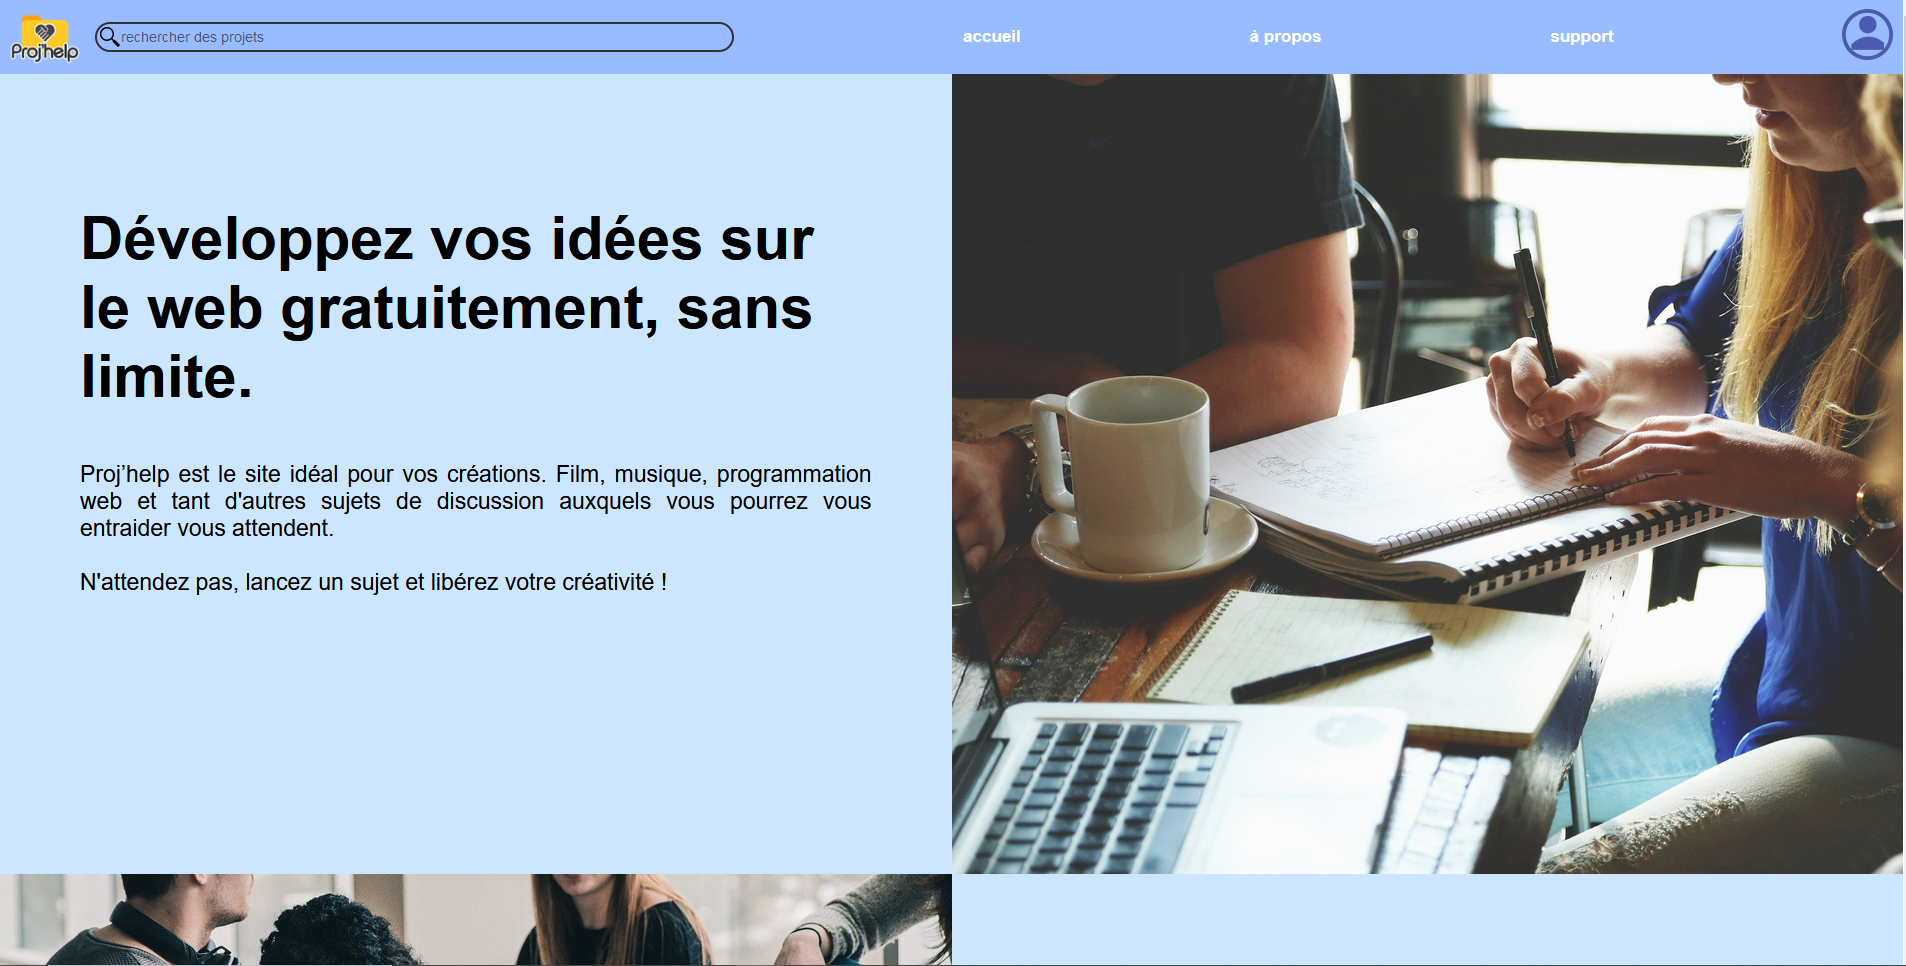 Proj'help
rechercher des projets
accueil
à propos
support
Développez vos idées sur
le web gratuitement, sans
limite.
Proj’help est le site idéal pour vos créations. Film, musique, programmation
web et tant d'autres sujets de discussion auxquels vous pourrez vous
entraider vous attendent.
N'attendez pas, lancez un sujet et libérez votre créativité !